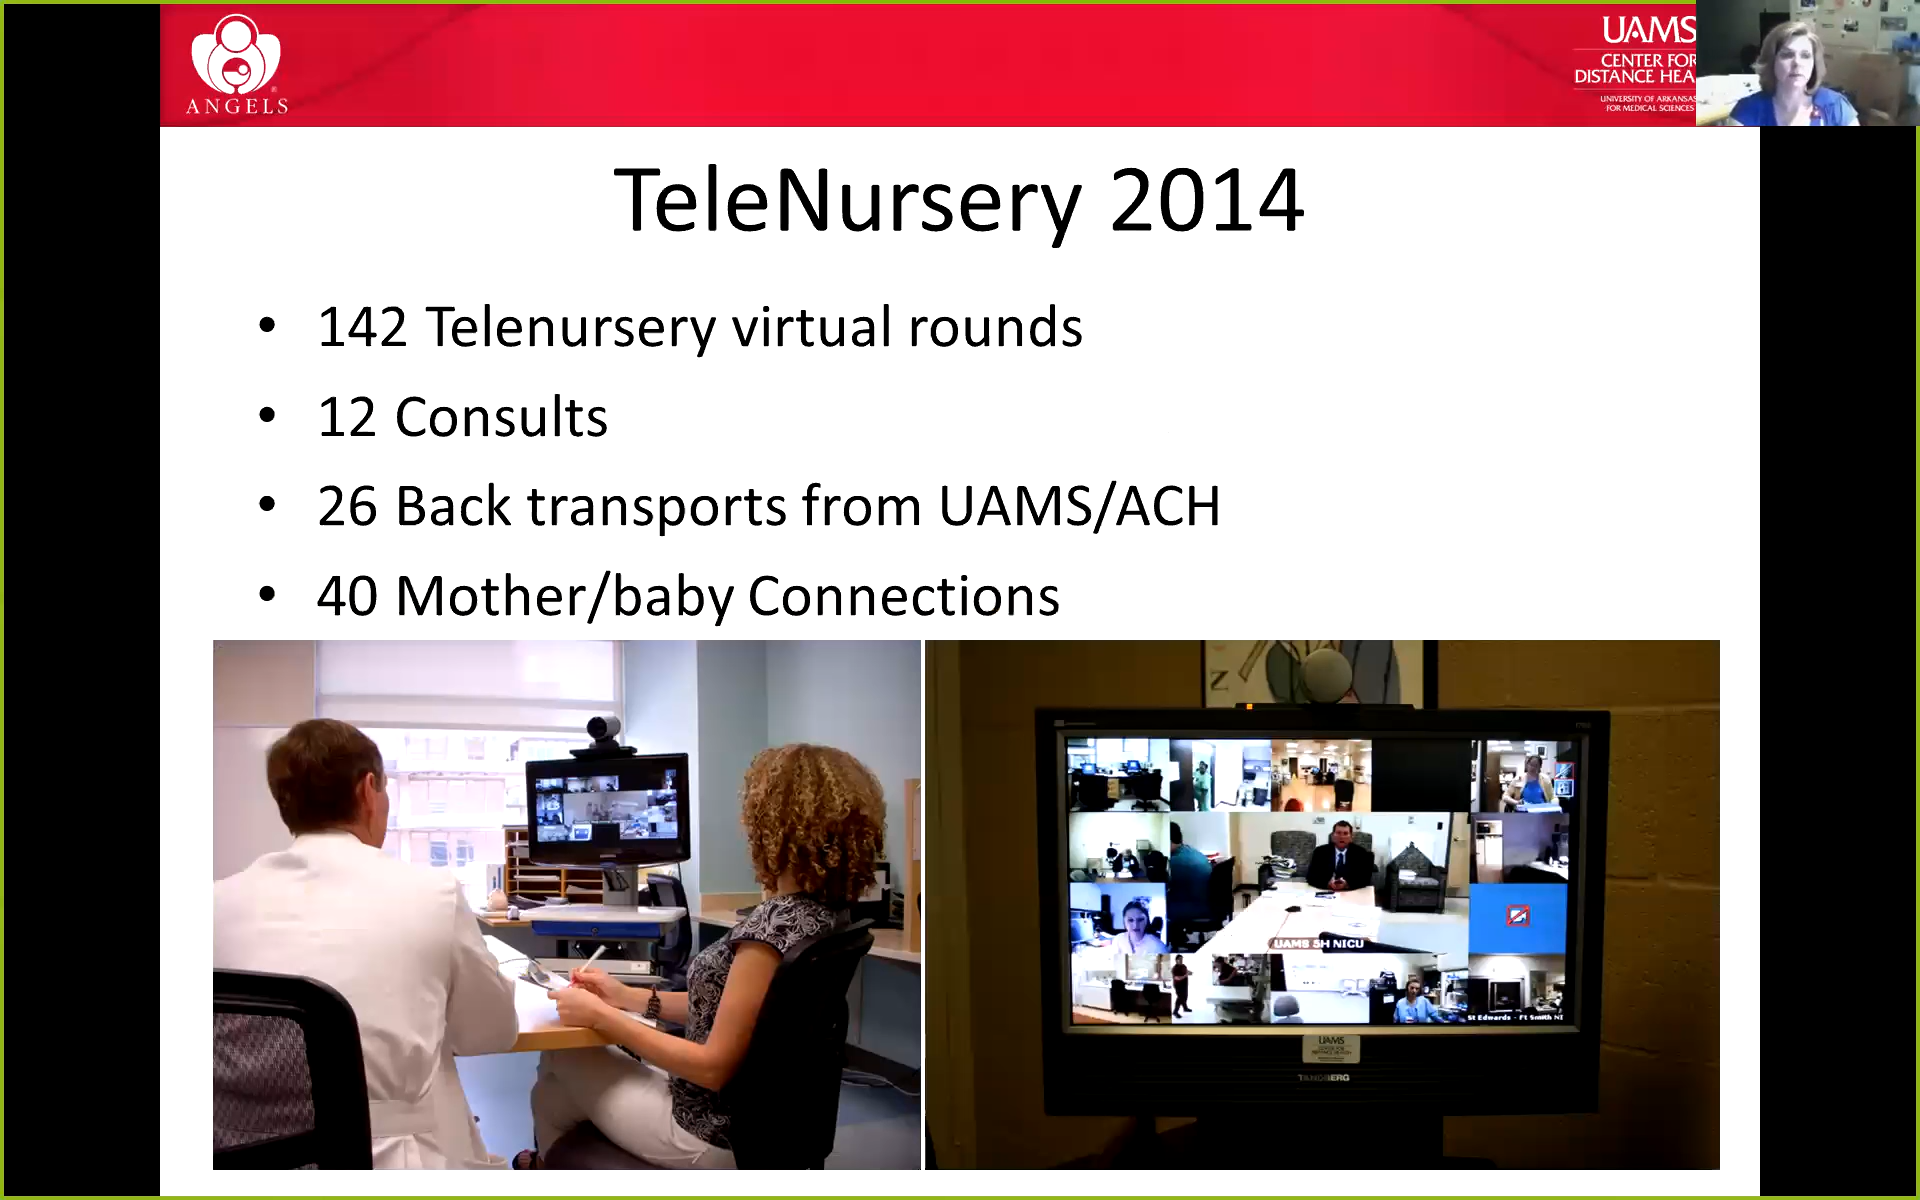 ANGELS
UAMS
CENTER FOR
DISTANCE HEA
UNIVERSITY OF ARKANSAS
FOR MEDICAL SCIENCES
TeleNursery 2014
• 142 Telenursery virtual rounds
• 12 Consults
• 26 Back transports from UAMS/ACH
• 40 Mother/baby Connections
N
UAMS SH NICU
St Edwards - Ft Smith NI
UAMS
TANDBERG